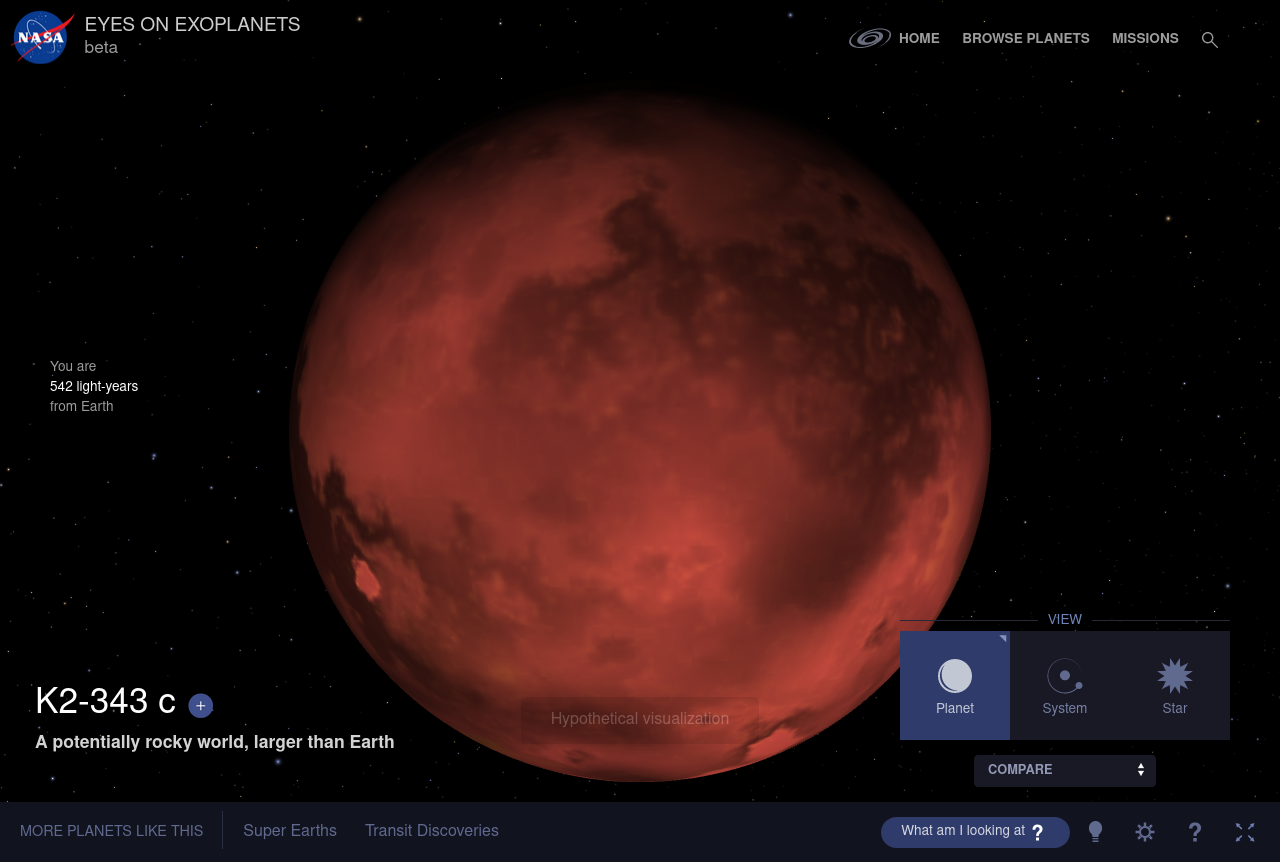 NASA
EYES ON EXOPLANETS
beta
HOME
BROWSE PLANETS
MISSIONS
You are
542 light-years
from Earth
K2-343 c +
A potentially rocky world, larger than Earth
Hypothetical visualization
VIEW
Planet
System
Star
COMPARE
MORE PLANETS LIKE THIS
Super Earths
Transit Discoveries
What am I looking at ?
?